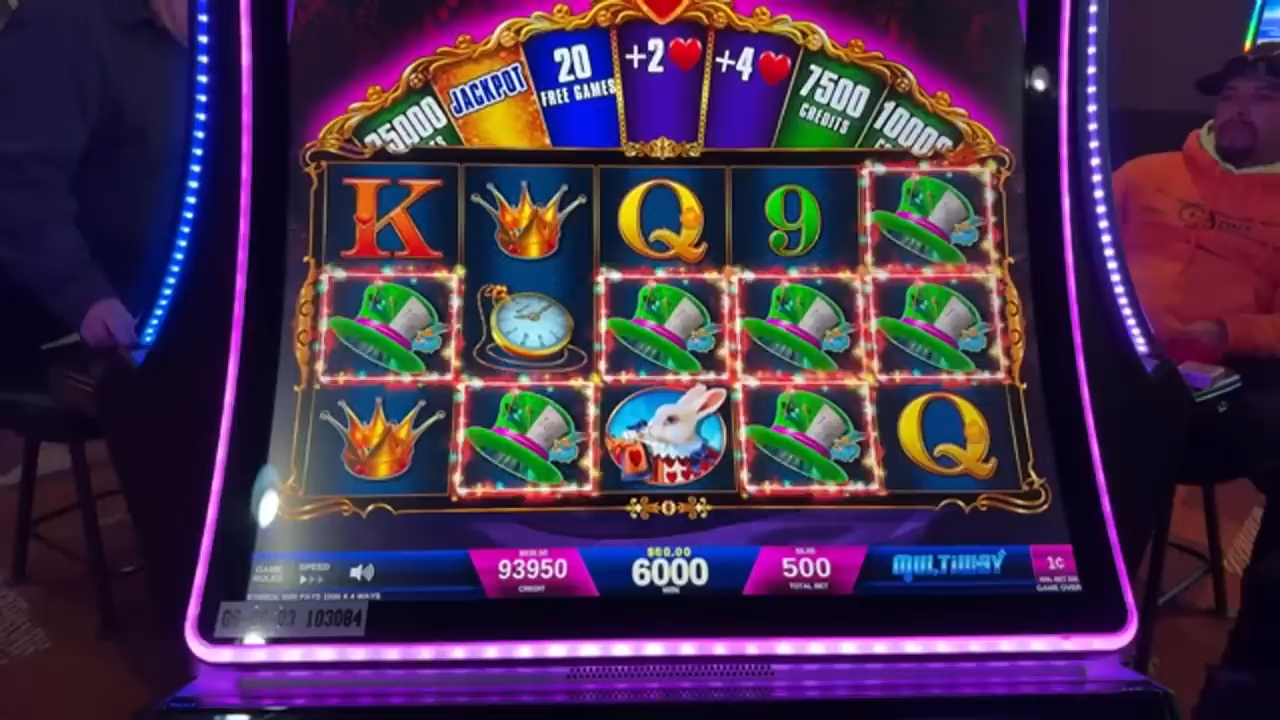 JACKPOT
20
FREE GAMES
+2
+4
7500
CREDITS
K
Q
9
Q
GAME
RULES
SPEED
93950
CREDIT
$60.00
6000
WIN
500
TOTAL BET
MULTIWAY
1¢
GAME OVER
103084